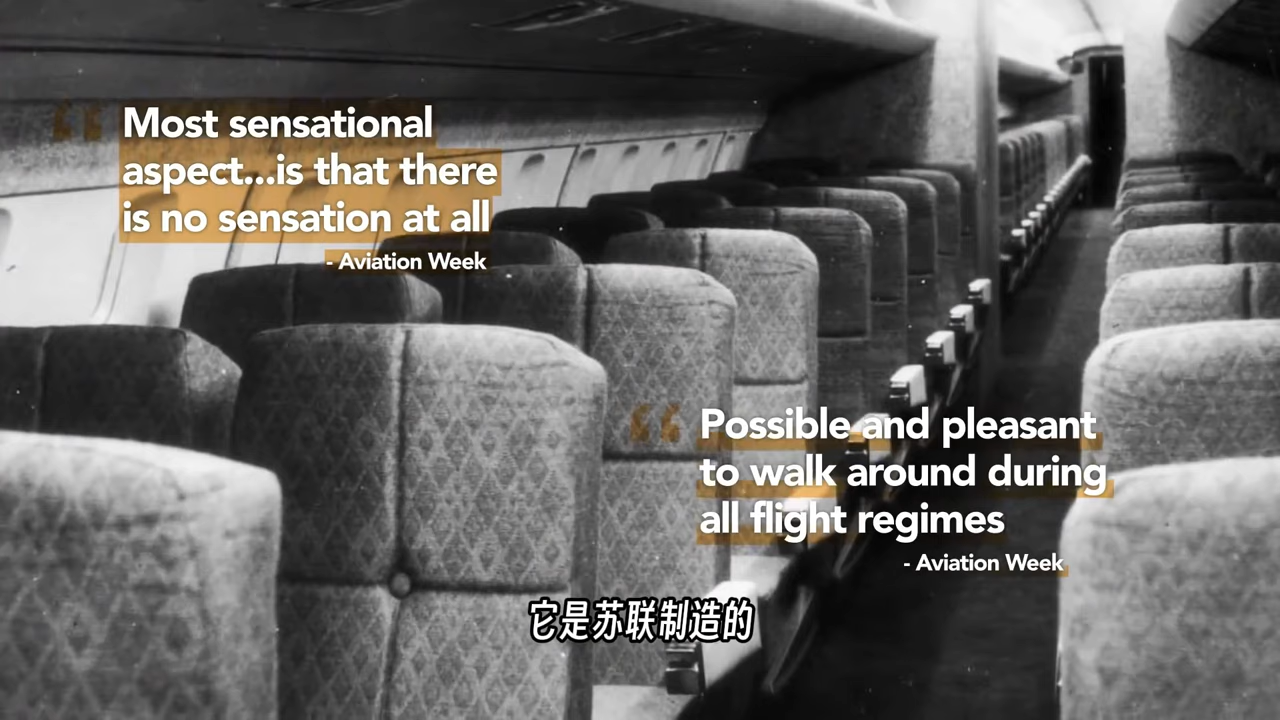 “Most sensational
aspect...is that there
is no sensation at all
- Aviation Week
“Possible and pleasant
to walk around during
all flight regimes
- Aviation Week
它是苏联制造的